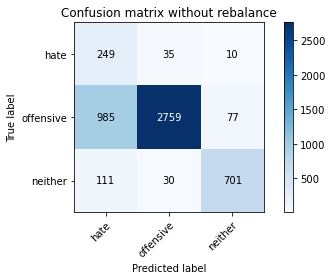 Confusion matrix without rebalance
hate 249 35 10
offensive 985 2759 77
neither 111 30 701
True label
hate offensive neither
Predicted label
2500
2000
1500
1000
500